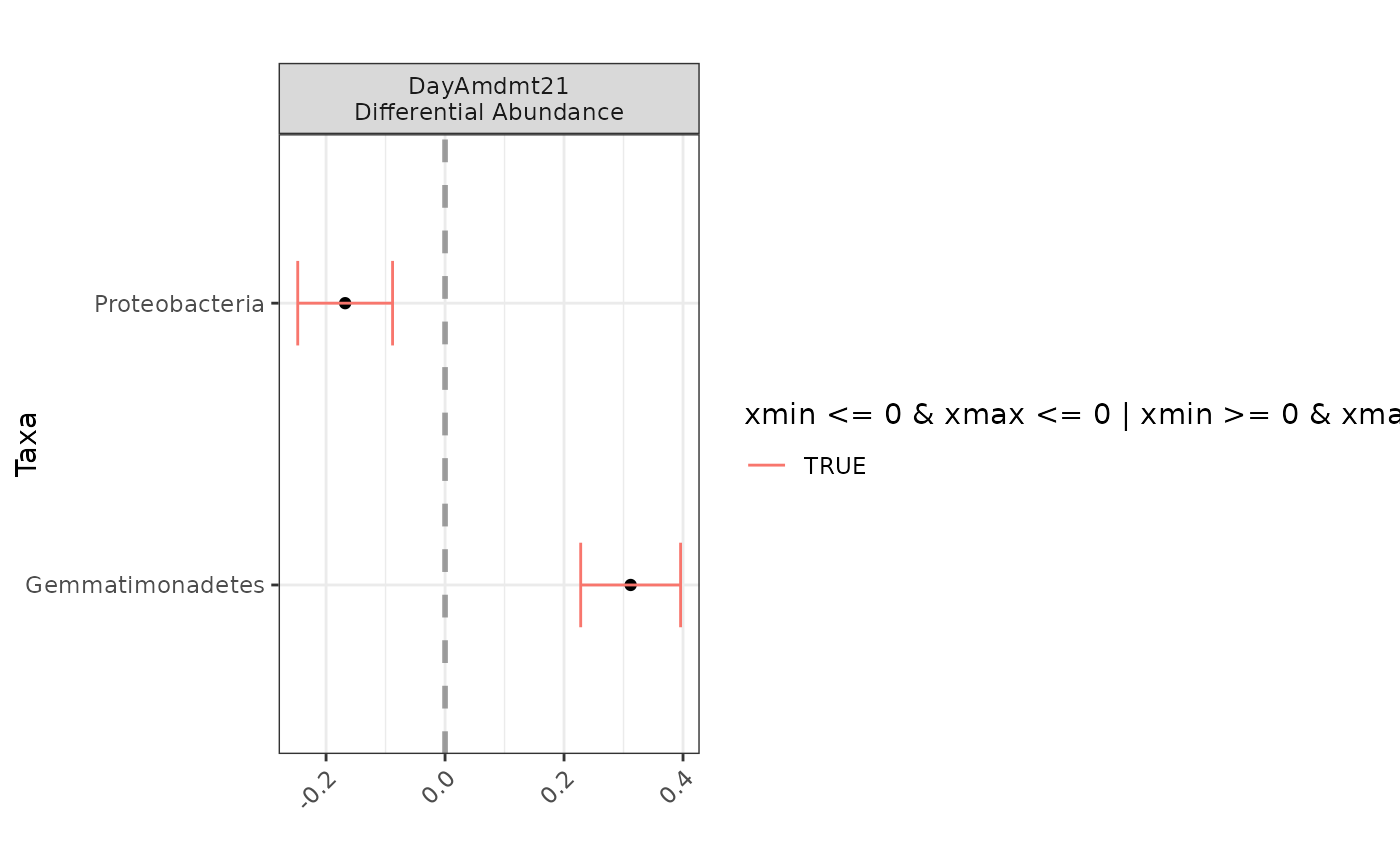 DayAmdmt21
Differential Abundance
Proteobacteria
Gemmatimonadetes
Taxa
-0.2
0.0
0.2
0.4
xmin <= 0 & xmax <= 0 | xmin >= 0 & xma
TRUE